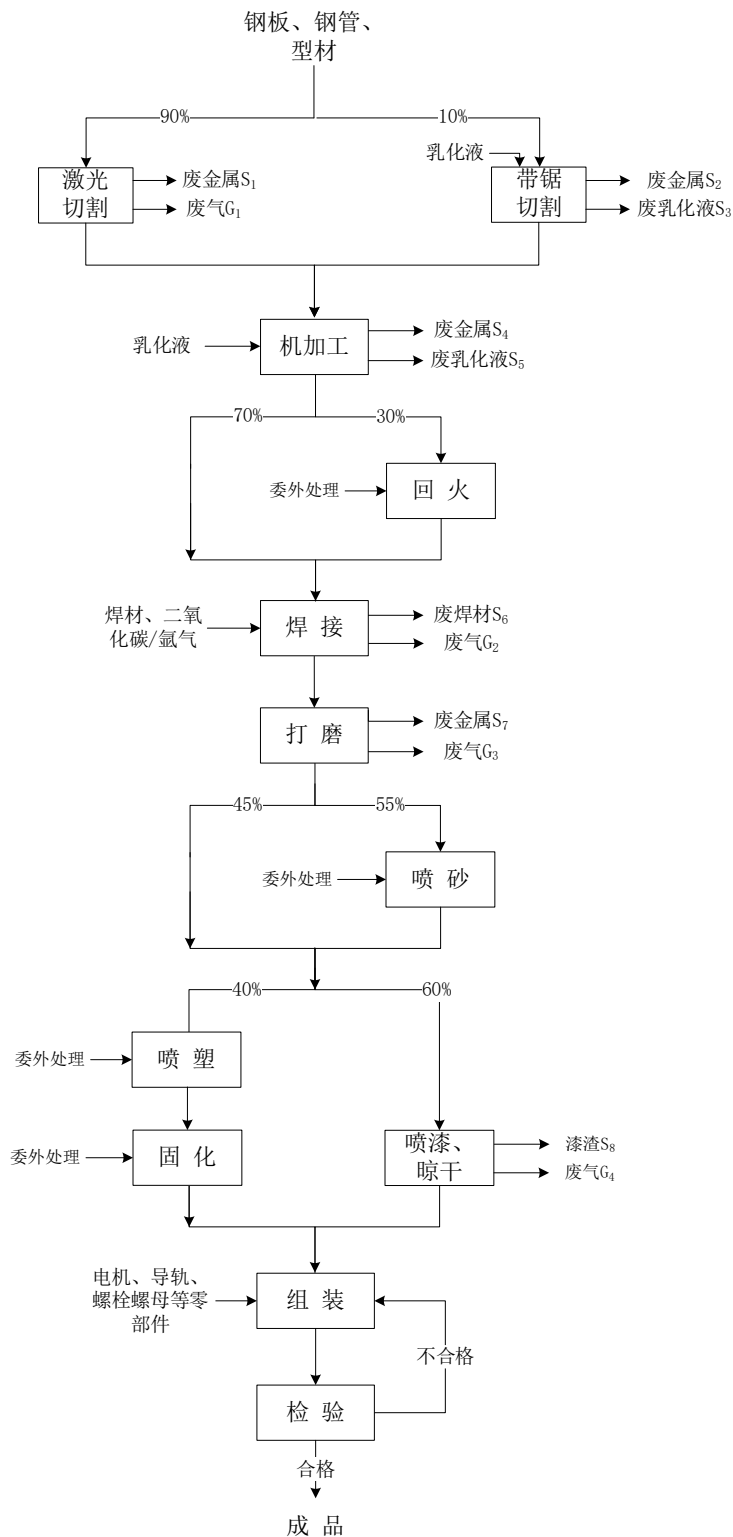 钢板、钢管、
型材
90%
10%
乳化液
激光
切割
废金属S₁
废气G₁
带锯
切割
废金属S₂
废乳化液S₃
乳化液
机加工
废金属S₄
废乳化液S₅
70%
30%
委外处理
回 火
焊材、二氧
化碳/氩气
焊 接
废焊材S₆
废气G₂
打 磨
废金属S₇
废气G₃
45%
55%
委外处理
喷 砂
40%
60%
委外处理
喷 塑
委外处理
固 化
喷漆、
晾干
漆渣S₈
废气G₄
电机、导轨、
螺栓螺母等零
部件
组 装
不合格
检 验
合格
成 品